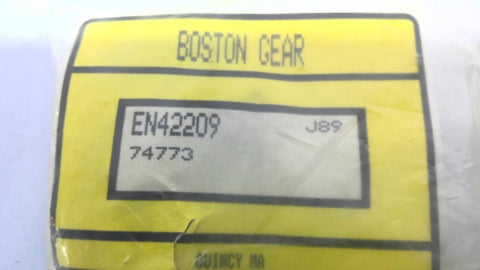 BOSTON GEAR
EN42209 J89
74773
QUINCY MA